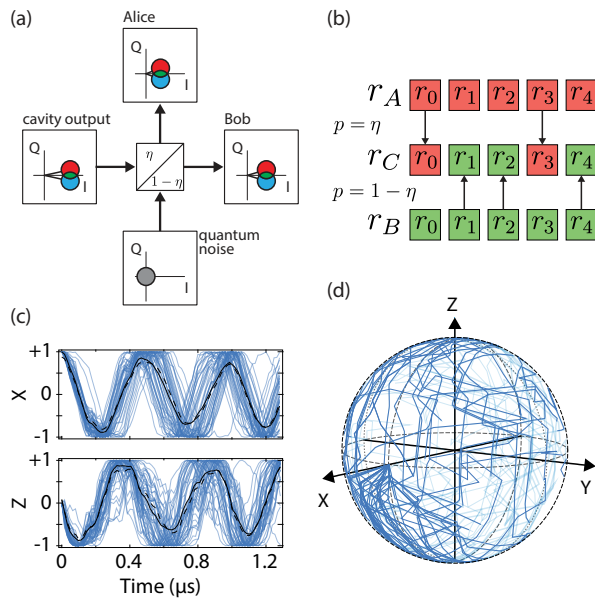 (a)
Alice
Q
I
cavity output
Q
I
η
1 − η
Bob
Q
I
quantum
noise
Q
I
(b)
r_A r_0 r_1 r_2 r_3 r_4
p = η
r_C r_0 r_1 r_2 r_3 r_4
p = 1 − η
r_B r_0 r_1 r_2 r_3 r_4
(c)
+1
X
0
-1
+1
Z
0
-1
0 0.4 0.8 1.2
Time (μs)
(d)
Z
X
Y